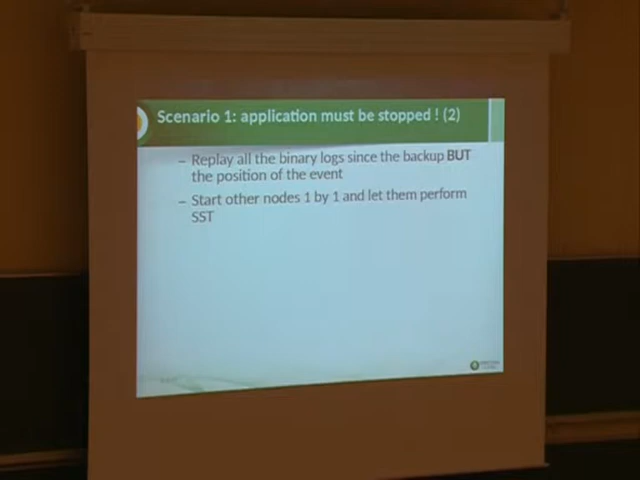 Scenario 1: application must be stopped ! (2)
– Replay all the binary logs since the backup BUT
the position of the event
– Start other nodes 1 by 1 and let them perform
SST